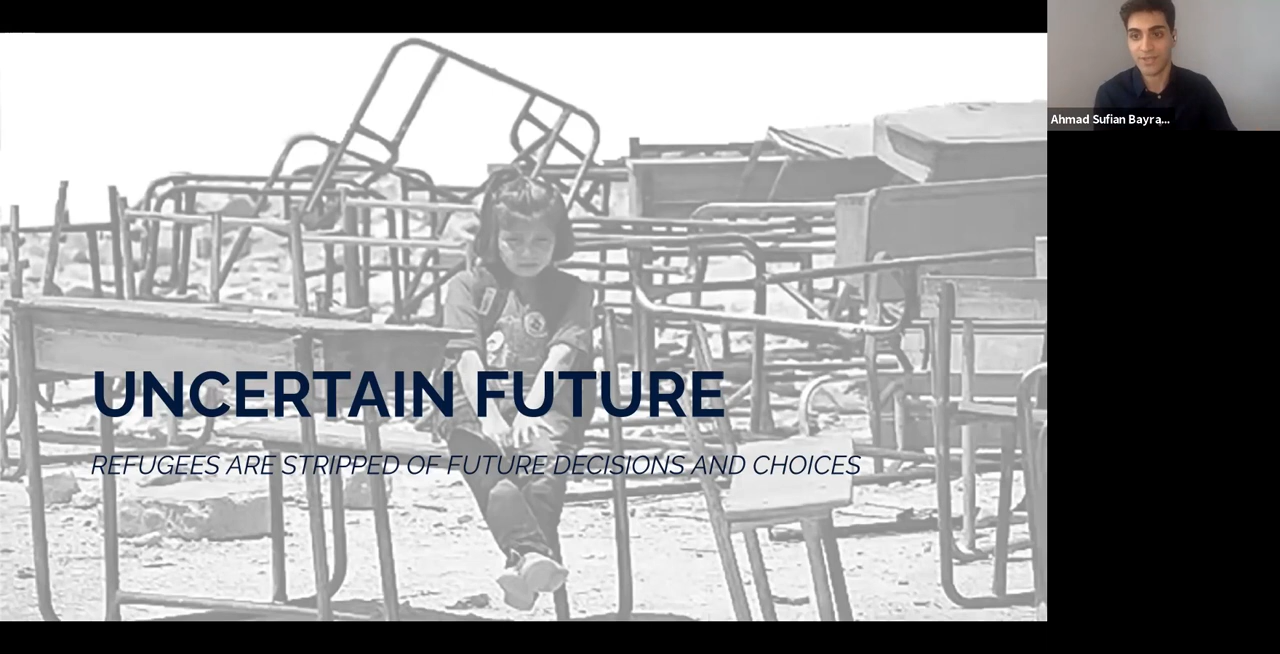 UNCERTAIN FUTURE
REFUGEES ARE STRIPPED OF FUTURE DECISIONS AND CHOICES
Ahmad Sufian Bayra...